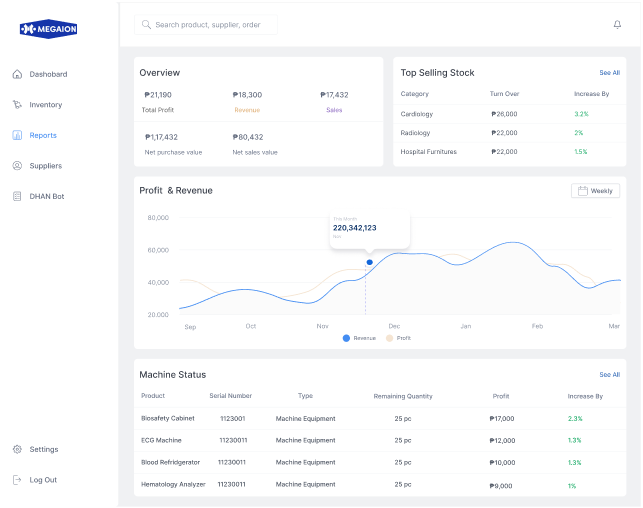 MEGAION
Search product, supplier, order
Dashobard
Inventory
Reports
Suppliers
DHAN Bot
Settings
Log Out
Overview
₱21,190 ₱18,300 ₱17,432
Total Profit Revenue Sales
₱1,17,432 ₱80,432
Net purchase value Net sales value
Top Selling Stock See All
Category Turn Over Increase By
Cardiology ₱26,000 3.2%
Radiology ₱22,000 2%
Hospital Furnitures ₱22,000 1.5%
Profit & Revenue Weekly
80,000
60,000
40,000
20.000
This Month
220,342,123
Sep Oct Nov Dec Jan Feb Mar
Revenue Profit
Machine Status See All
Product Serial Number Type Remaining Quantity Profit Increase By
Biosafety Cabinet 1123001 Machine Equipment 25 pc ₱17,000 2.3%
ECG Machine 11230011 Machine Equipment 25 pc ₱12,000 1.3%
Blood Refridgerator 11230011 Machine Equipment 25 pc ₱10,000 1.3%
Hematology Analyzer 11230011 Machine Equipment 25 pc ₱9,000 1%